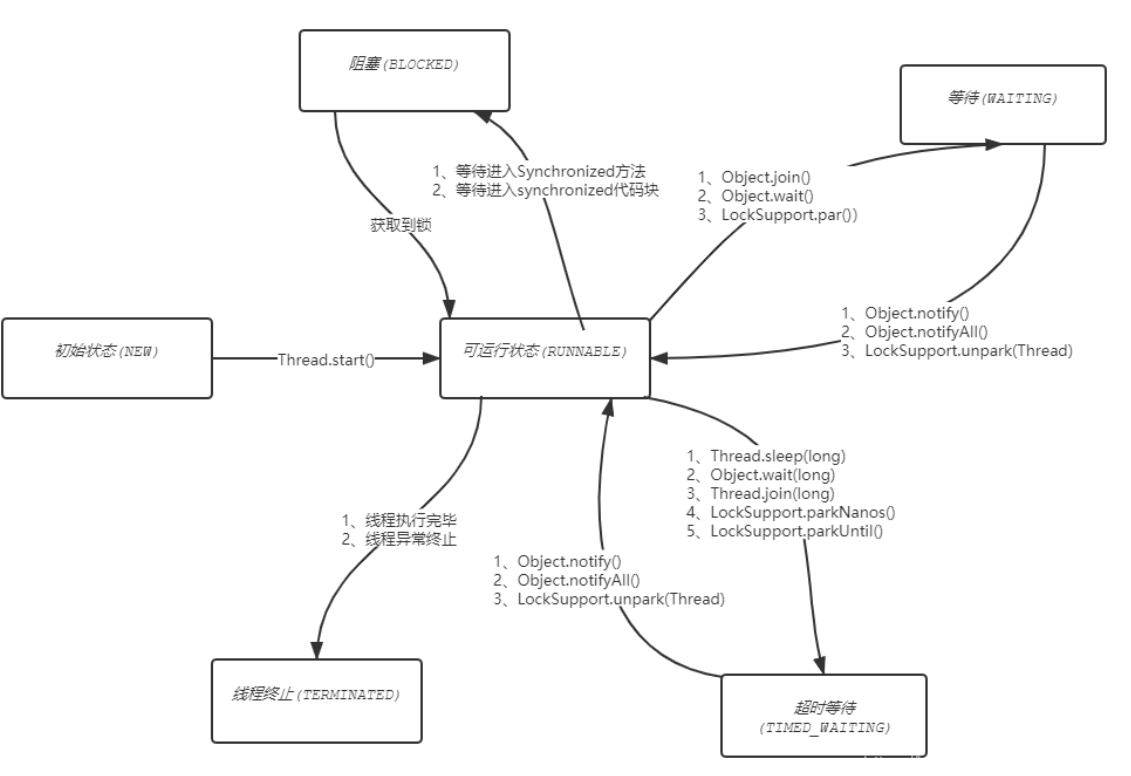 阻塞(BLOCKED)
等待(WAITING)
1、等待进入Synchronized方法
2、等待进入synchronized代码块
1、Object.join()
2、Object.wait()
3、LockSupport.par())
获取到锁
1、Object.notify()
2、Object.notifyAll()
3、LockSupport.unpark(Thread)
初始状态(NEW)
Thread.start()
可运行状态(RUNNABLE)
1、Thread.sleep(long)
2、Object.wait(long)
3、Thread.join(long)
4、LockSupport.parkNanos()
5、LockSupport.parkUntil()
1、线程执行完毕
2、线程异常终止
1、Object.notify()
2、Object.notifyAll()
3、LockSupport.unpark(Thread)
线程终止(TERMINATED)
超时等待
(TIMED_WAITING)